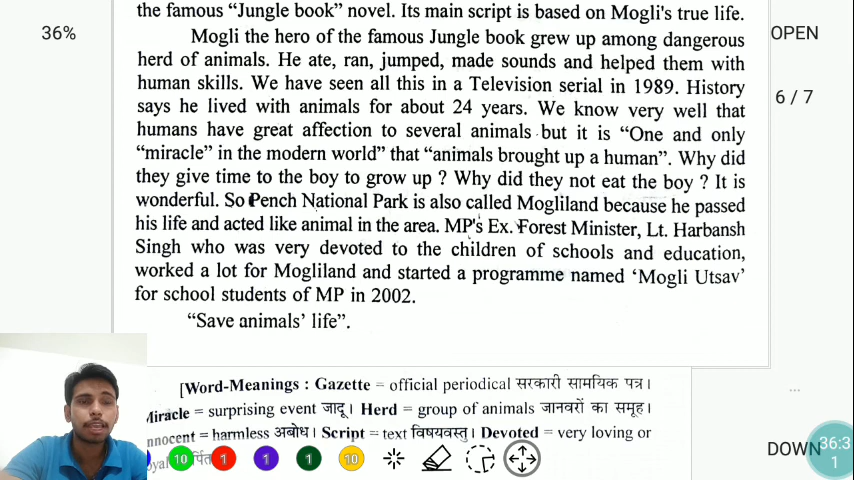 the famous “Jungle book” novel. Its main script is based on Mogli's true life.
36%
OPEN
Mogli the hero of the famous Jungle book grew up among dangerous
herd of animals. He ate, ran, jumped, made sounds and helped them with
human skills. We have seen all this in a Television serial in 1989. History
6 / 7
says he lived with animals for about 24 years. We know very well that
humans have great affection to several animals but it is “One and only
“miracle” in the modern world” that “animals brought up a human”. Why did
they give time to the boy to grow up ? Why did they not eat the boy ? It is
wonderful. So Pench National Park is also called Mogliland because he passed
his life and acted like animal in the area. MP's Ex. Forest Minister, Lt. Harbansh
Singh who was very devoted to the children of schools and education,
worked a lot for Mogliland and started a programme named ‘Mogli Utsav’
for school students of MP in 2002.
“Save animals’ life”.
[Word-Meanings : Gazette = official periodical सरकारी सामयिक पत्र।
Miracle = surprising event जादू। Herd = group of animals जानवरों का समूह।
nnocent = harmless अबोध। Script = text विषयवस्तु। Devoted = very loving or
DOWN
36:3
1
10 1 1 1 10